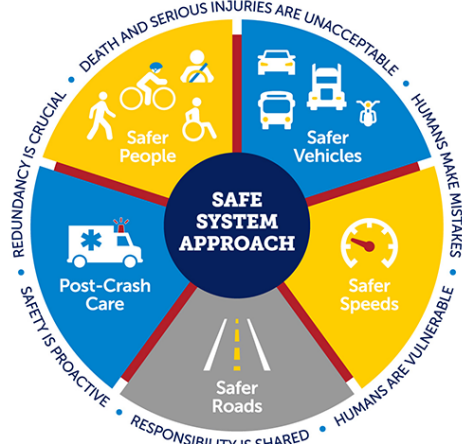 DEATH AND SERIOUS INJURIES ARE UNACCEPTABLE
HUMANS MAKE MISTAKES
HUMANS ARE VULNERABLE
RESPONSIBILITY IS SHARED
SAFETY IS PROACTIVE
REDUNDANCY IS CRUCIAL
Safer
People
Safer
Vehicles
SAFE
SYSTEM
APPROACH
Post-Crash
Care
Safer
Speeds
Safer
Roads